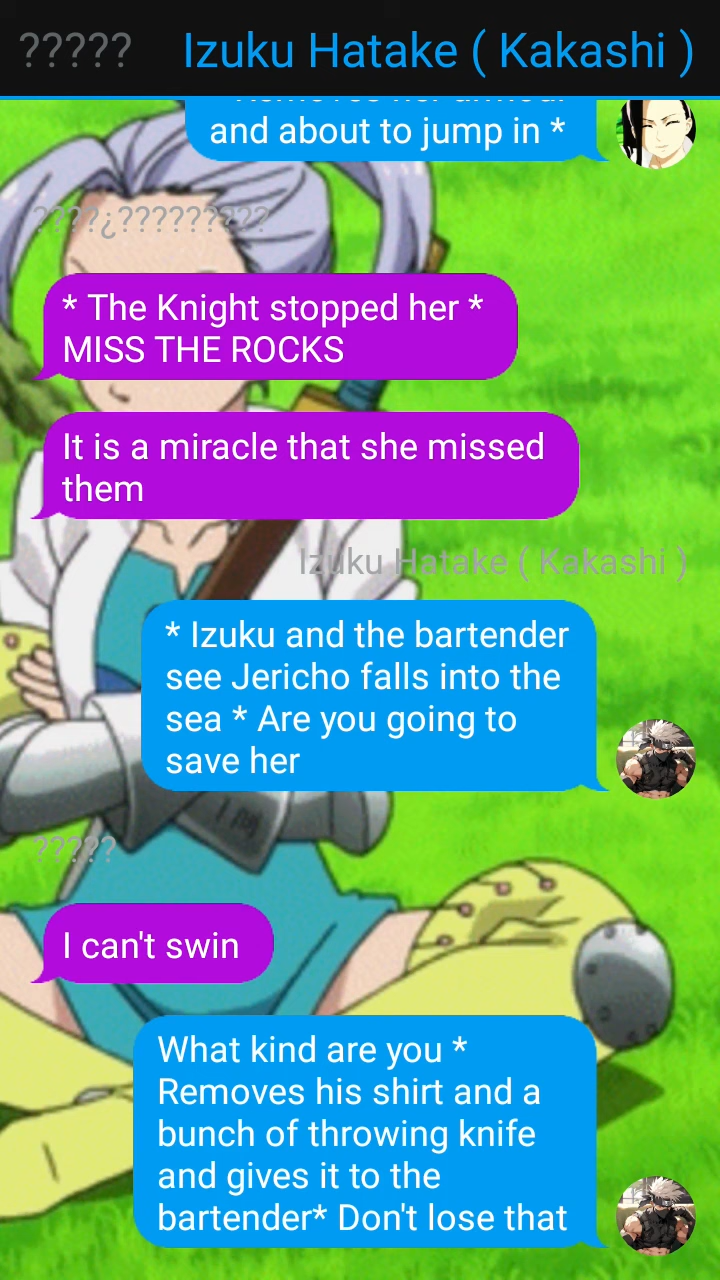 ????? Izuku Hatake ( Kakashi )
and about to jump in *
????¿?????????
* The Knight stopped her *
MISS THE ROCKS
It is a miracle that she missed
them
Izuku Hatake ( Kakashi )
* Izuku and the bartender
see Jericho falls into the
sea * Are you going to
save her
?????
I can't swin
What kind are you *
Removes his shirt and a
bunch of throwing knife
and gives it to the
bartender* Don't lose that